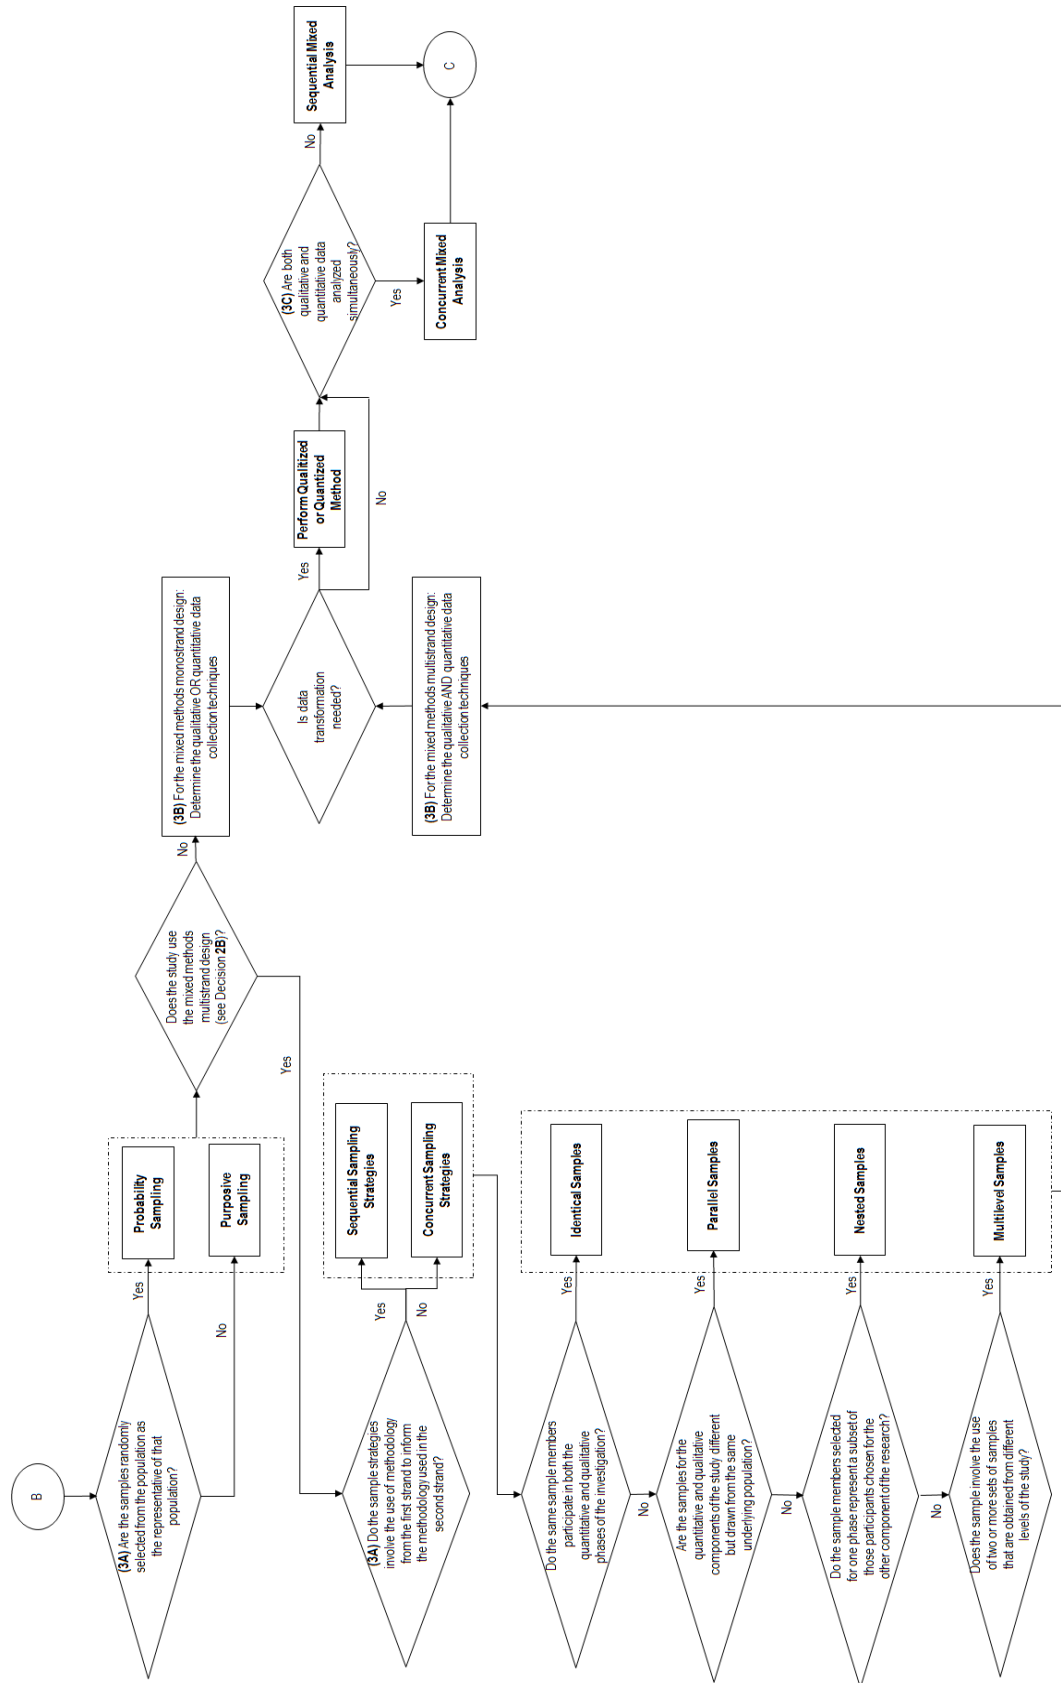 B
(3A) Are the samples randomly
selected from the population as
the representative of that
population?
Yes
No
Probability
Sampling
Purposive
Sampling
Does the study use
the mixed methods
multistrand design
(see Decision 2B)?
No
Yes
(3B) For the mixed methods monostrand design:
Determine the qualitative OR quantitative data
collection techniques
(3A) Do the sample strategies
involve the use of methodology
from the first strand to inform
the methodology used in the
second strand?
Yes
No
Sequential Sampling
Strategies
Concurrent Sampling
Strategies
Do the same sample members
participate in both the
quantitative and qualitative
phases of the investigation?
Yes
No
Identical Samples
Are the samples for the
quantitative and qualitative
components of the study different
but drawn from the same
underlying population?
Yes
No
Parallel Samples
Do the sample members selected
for one phase represent a subset of
those participants chosen for the
other component of the research?
Yes
No
Nested Samples
Does the sample involve the use
of two or more sets of samples
that are obtained from different
levels of the study?
Yes
Multilevel Samples
(3B) For the mixed methods multistrand design:
Determine the qualitative AND quantitative data
collection techniques
Is data
transformation
needed?
Yes
No
Perform Qualitized
or Quantized
Method
(3C) Are both
qualitative and
quantitative data
analyzed
simultaneously?
No
Yes
Sequential Mixed
Analysis
Concurrent Mixed
Analysis
C